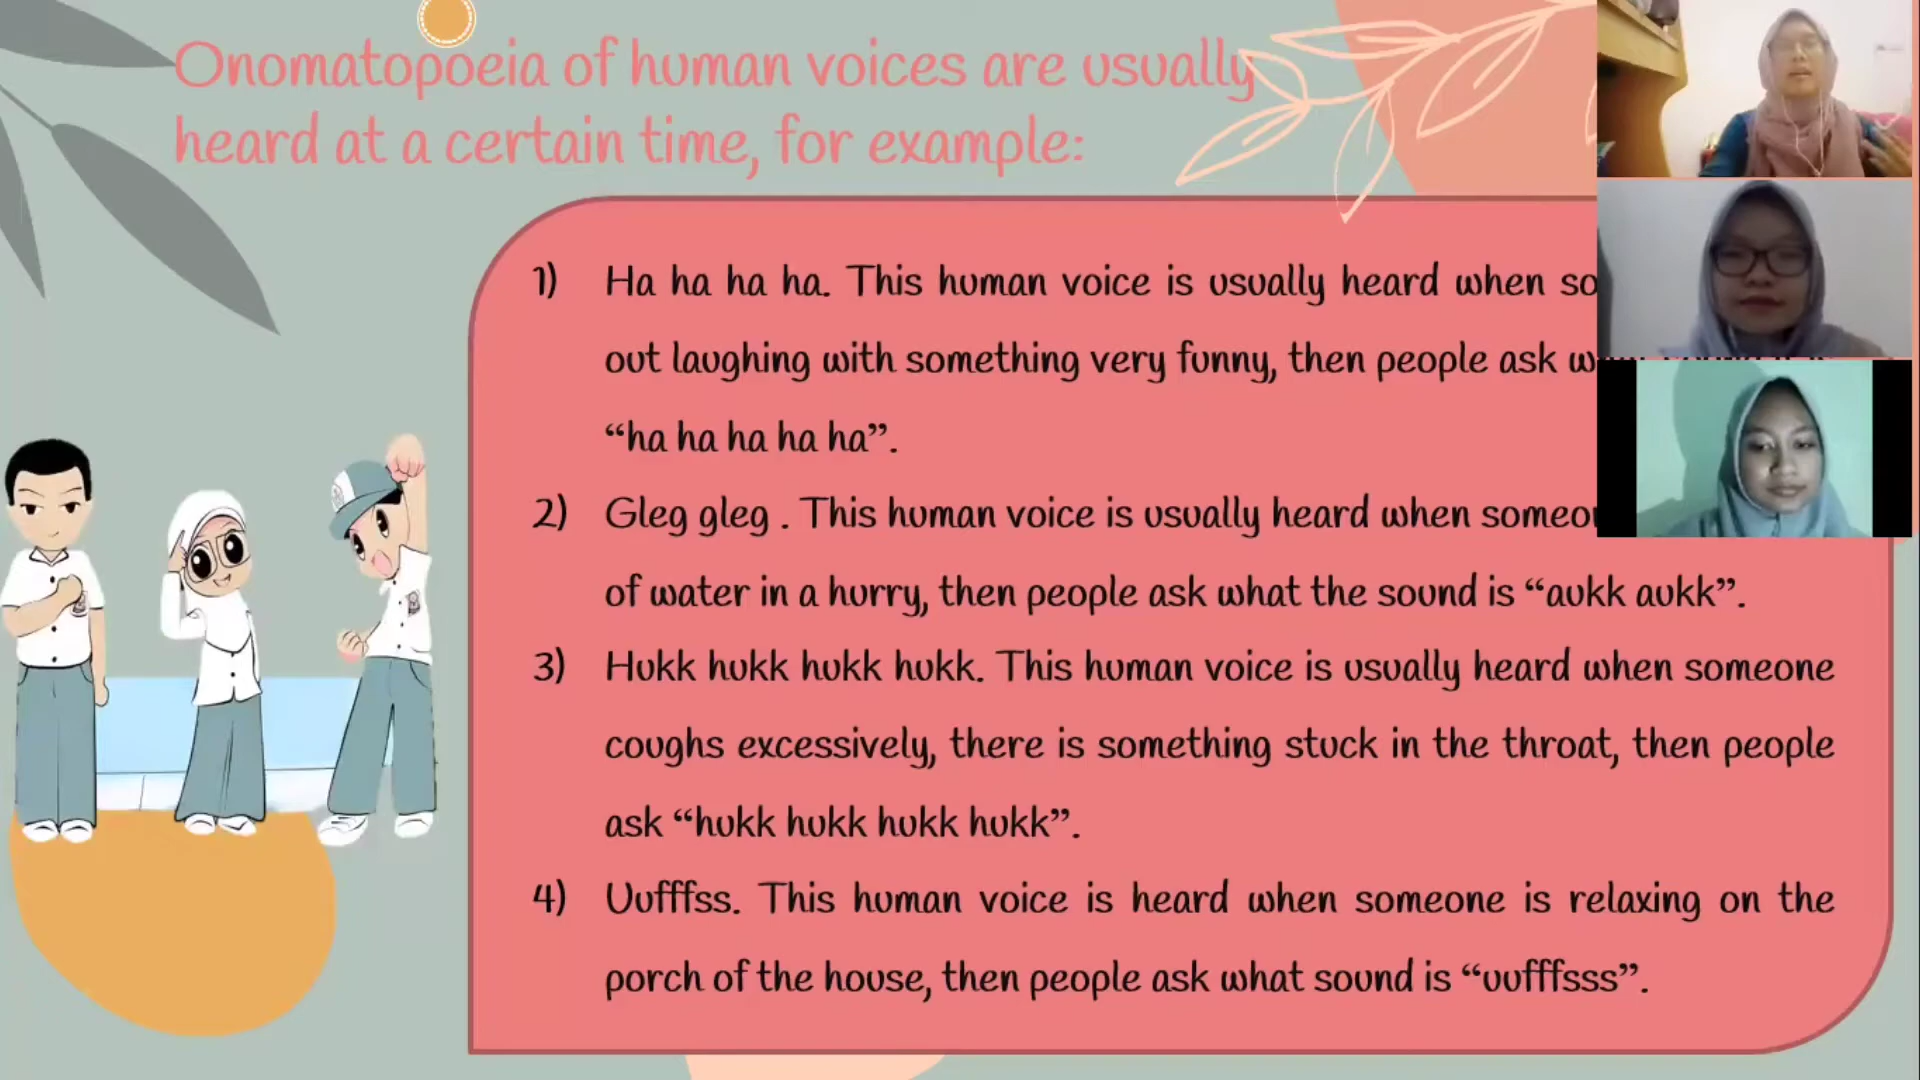 Onomatopoeia of human voices are usually
heard at a certain time, for example:
1) Ha ha ha ha. This human voice is usually heard when
out laughing with something very funny, then people ask
“ha ha ha ha ha”.
2) Gleg gleg . This human voice is usually heard when
of water in a hurry, then people ask what the sound is “aukk aukk”.
3) Hukk hukk hukk hukk. This human voice is usually heard when someone
coughs excessively, there is something stuck in the throat, then people
ask “hukk hukk hukk hukk”.
4) Uufffss. This human voice is heard when someone is relaxing on the
porch of the house, then people ask what sound is “uufffsss”.